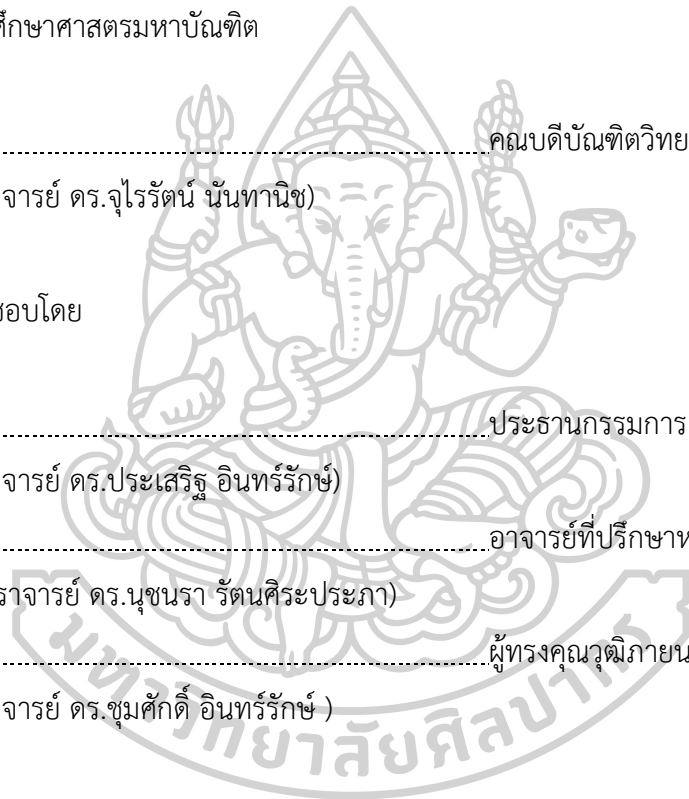 ศึกษาศาสตรมหาบัณฑิต
คณบดีบัณฑิตวิทย
จารย์ ดร.จุไรรัตน์ นันทานิช)
สอบโดย
ประธานกรรมการ
จารย์ ดร.ประเสริฐ อินทร์รักษ์)
อาจารย์ที่ปรึกษาห
ราจารย์ ดร.นุชนรา รัตนศิระประภา)
ผู้ทรงคุณวุฒิภายน
จารย์ ดร.ชุมศักดิ์ อินทร์รักษ์ )
มหาวิทยาลัยศิลปากร